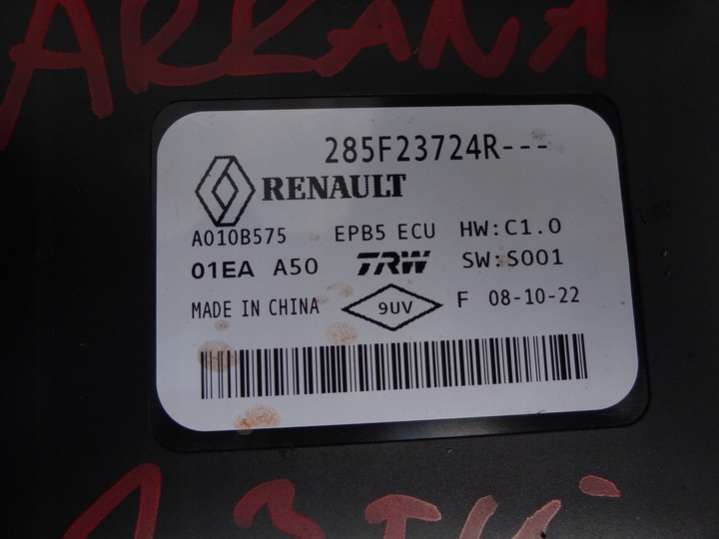 ARKANA
285F23724R---
RENAULT
A010B575 EPB5 ECU HW:C1.0
01EA A50 TRW SW:S001
MADE IN CHINA 9UV F 08-10-22